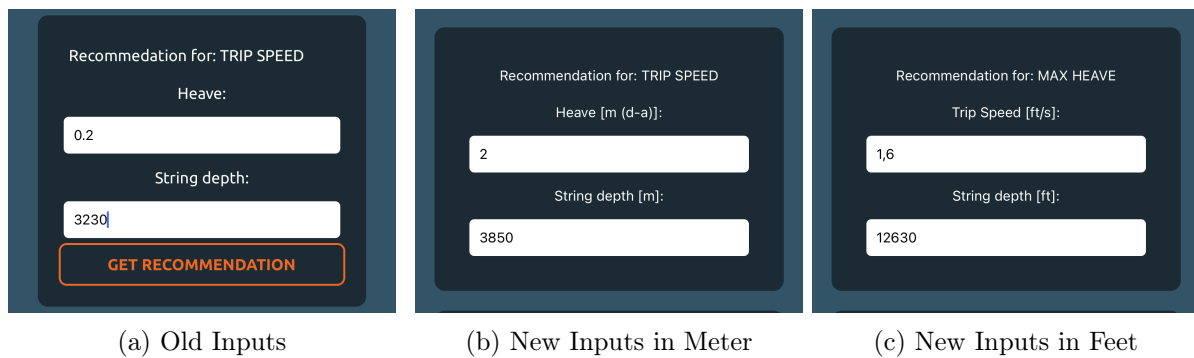 Recommedation for: TRIP SPEED
Heave:
0.2
String depth:
3230
GET RECOMMENDATION
(a) Old Inputs
Recommendation for: TRIP SPEED
Heave [m (d-a)]:
2
String depth [m]:
3850
(b) New Inputs in Meter
Recommendation for: MAX HEAVE
Trip Speed [ft/s]:
1,6
String depth [ft]:
12630
(c) New Inputs in Feet